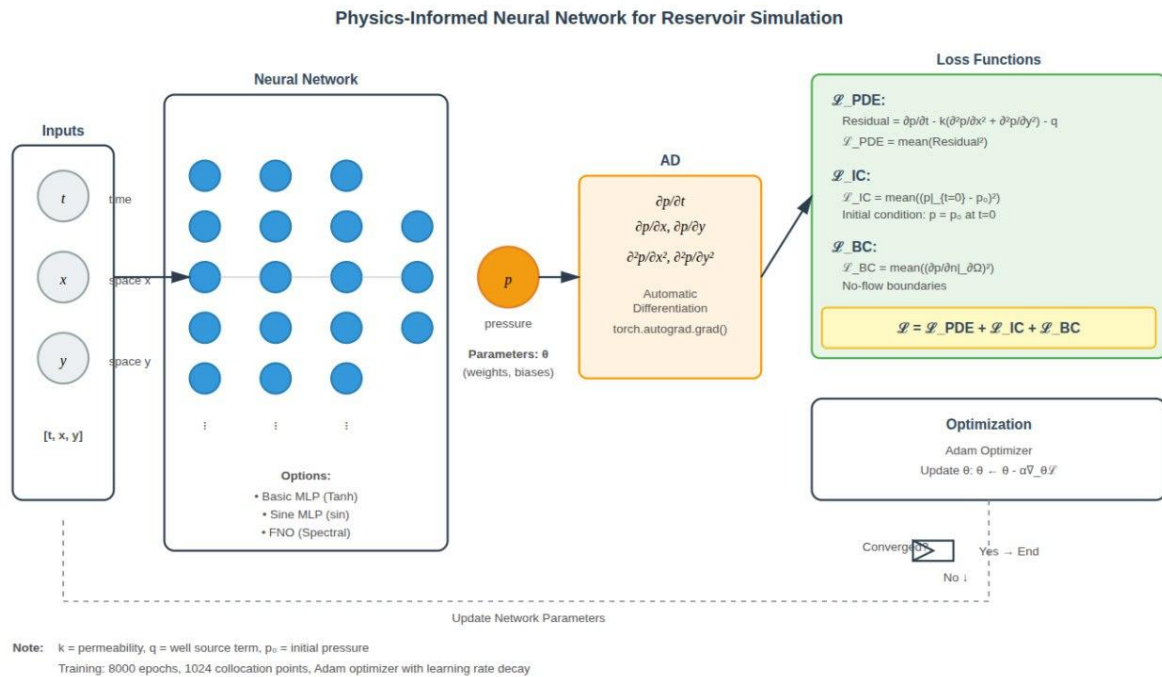 Physics-Informed Neural Network for Reservoir Simulation
Inputs
t
time
x
space x
y
space y
[t, x, y]
Neural Network
⋮ ⋮ ⋮
Options:
• Basic MLP (Tanh)
• Sine MLP (sin)
• FNO (Spectral)
p
pressure
Parameters: θ
(weights, biases)
AD
∂p/∂t
∂p/∂x, ∂p/∂y
∂²p/∂x², ∂²p/∂y²
Automatic
Differentiation
torch.autograd.grad()
Loss Functions
ℒ_PDE:
Residual = ∂p/∂t - k(∂²p/∂x² + ∂²p/∂y²) - q
ℒ_PDE = mean(Residual²)
ℒ_IC:
ℒ_IC = mean((p|_{t=0} - p₀)²)
Initial condition: p = p₀ at t=0
ℒ_BC:
ℒ_BC = mean((∂p/∂n|_∂Ω)²)
No-flow boundaries
ℒ = ℒ_PDE + ℒ_IC + ℒ_BC
Optimization
Adam Optimizer
Update θ: θ ← θ - α∇_θℒ
Converged?
Yes → End
No ↓
Update Network Parameters
Note: k = permeability, q = well source term, p₀ = initial pressure
Training: 8000 epochs, 1024 collocation points, Adam optimizer with learning rate decay